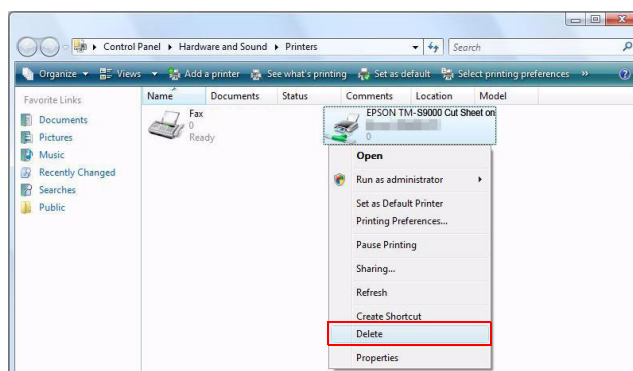 Control Panel ▸ Hardware and Sound ▸ Printers
Search
Organize Views Add a printer See what's printing Set as default Select printing preferences »
Favorite Links
Name Documents Status Comments Location Model
Documents
Pictures
Music
Recently Changed
Searches
Public
Fax
0
Ready
EPSON TM-S9000 Cut Sheet on
0
Open
Run as administrator
Set as Default Printer
Printing Preferences...
Pause Printing
Sharing...
Refresh
Create Shortcut
Delete
Properties